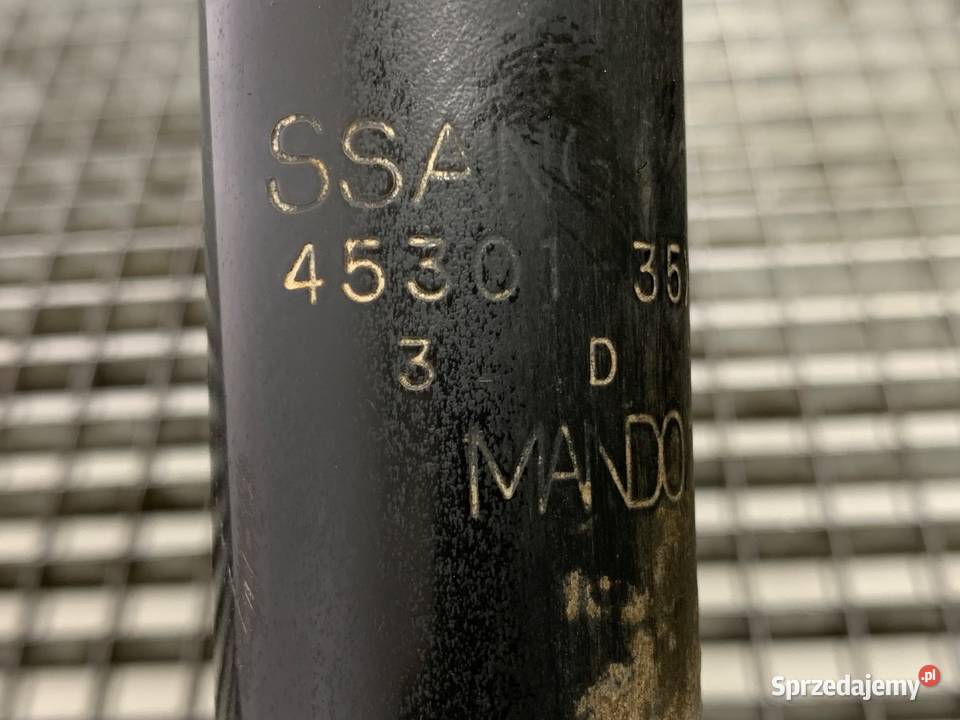 SSA
45301 35
3 D
MANDO
Sprzedajemy.pl